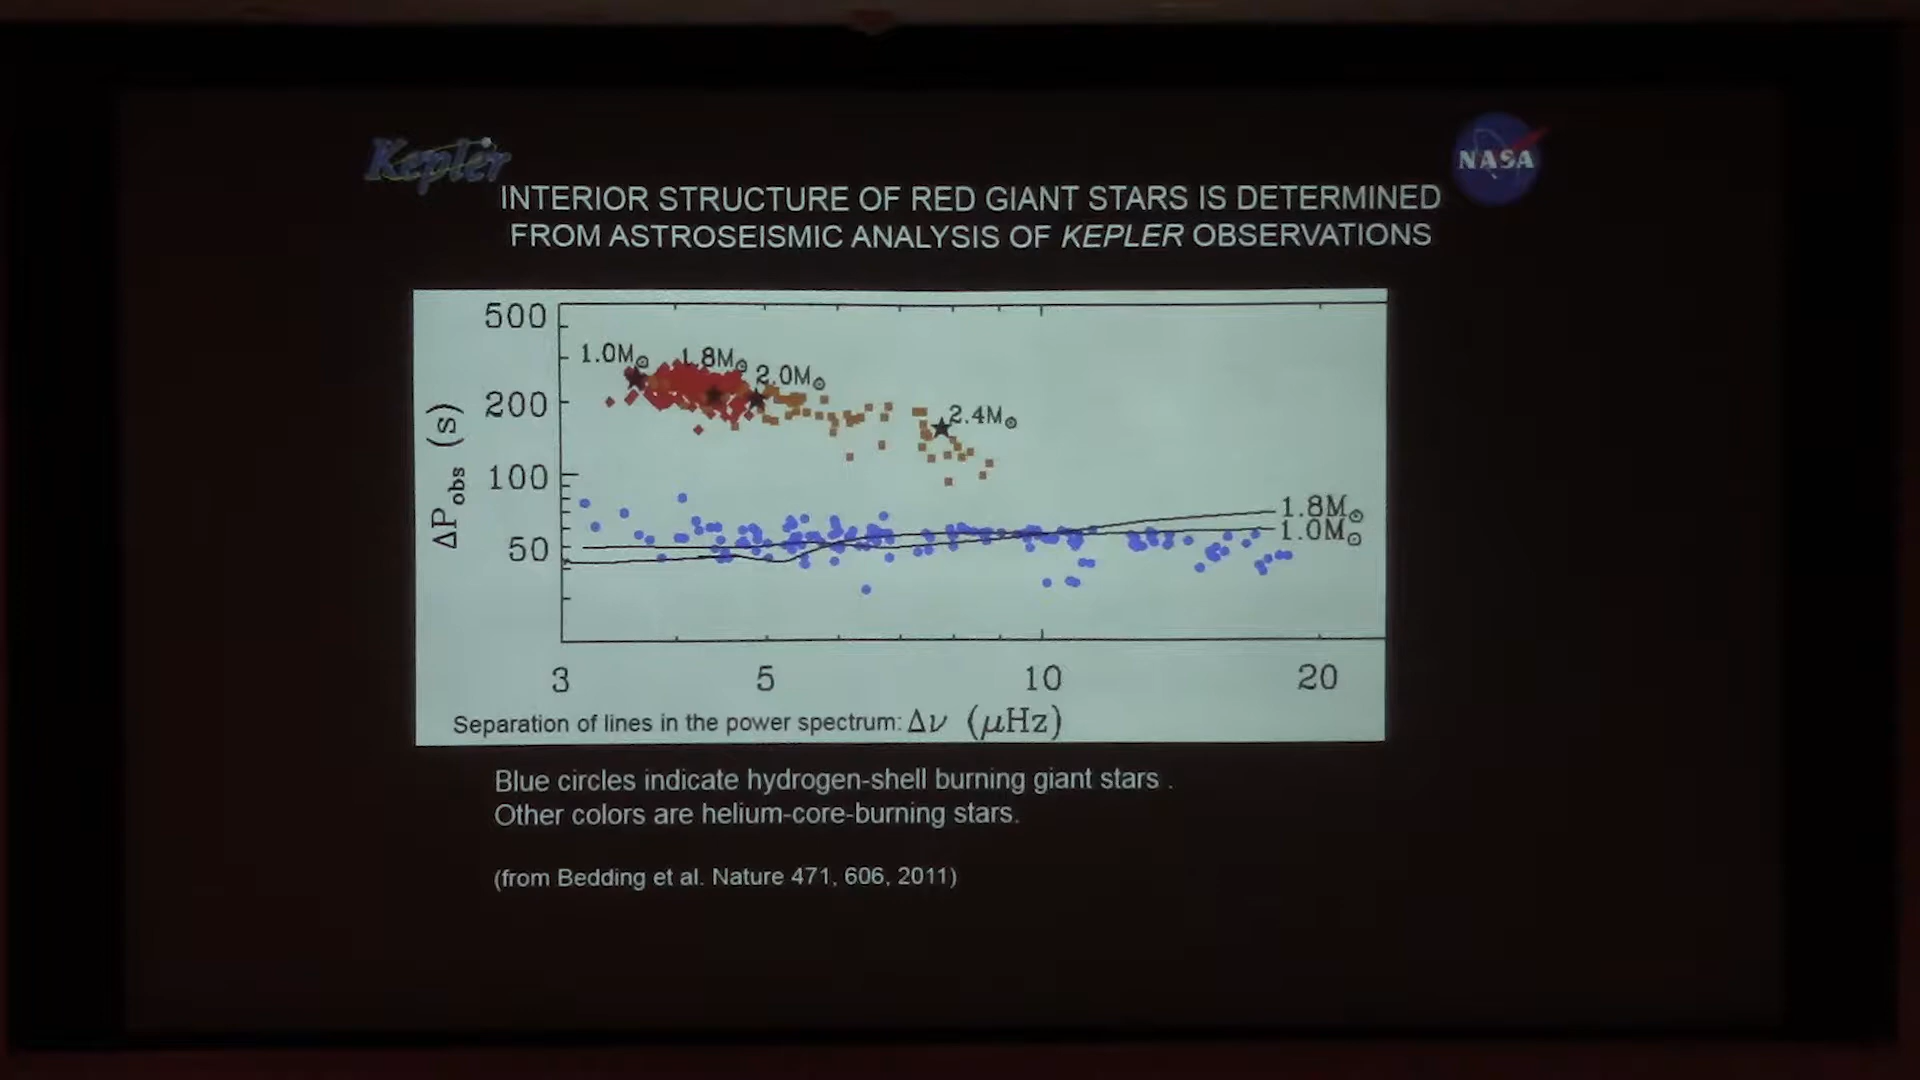 Kepler
NASA
INTERIOR STRUCTURE OF RED GIANT STARS IS DETERMINED
FROM ASTROSEISMIC ANALYSIS OF KEPLER OBSERVATIONS
500
200
100
50
ΔPobs (s)
1.0M⊙
1.8M⊙
2.0M⊙
2.4M⊙
1.8M⊙
1.0M⊙
3 5 10 20
Separation of lines in the power spectrum: Δν (μHz)
Blue circles indicate hydrogen-shell burning giant stars .
Other colors are helium-core-burning stars.
(from Bedding et al. Nature 471, 606, 2011)